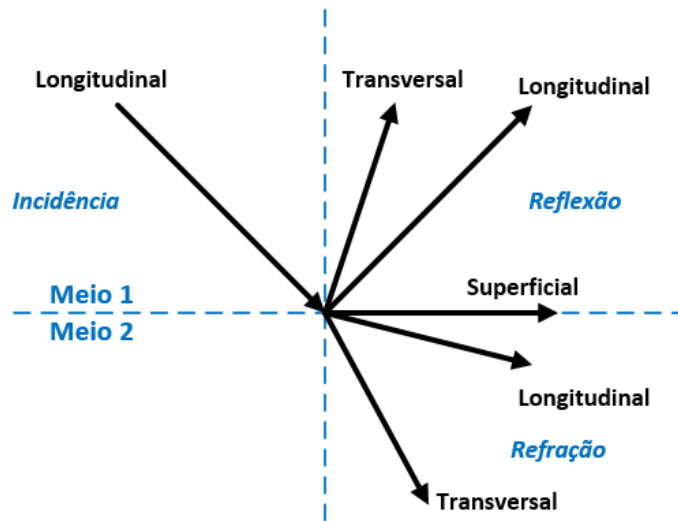 Longitudinal
Transversal
Longitudinal
Incidência
Reflexão
Meio 1
Superficial
Meio 2
Longitudinal
Refração
Transversal